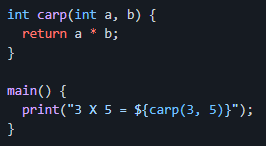 int carp(int a, b) {
  return a * b;
}

main() {
  print("3 X 5 = ${carp(3, 5)}");
}